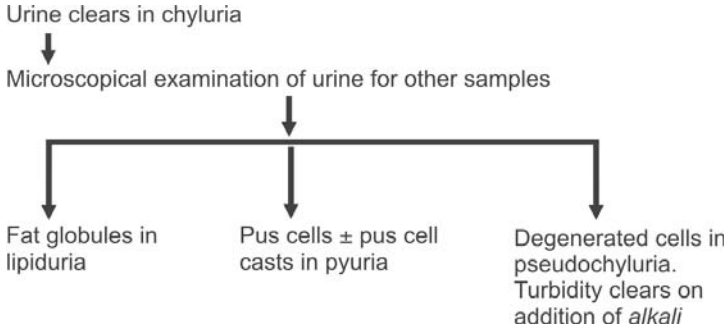 Urine clears in chyluria
Microscopical examination of urine for other samples
Fat globules in
lipiduria
Pus cells ± pus cell
casts in pyuria
Degenerated cells in
pseudochyluria.
Turbidity clears on
addition of alkali